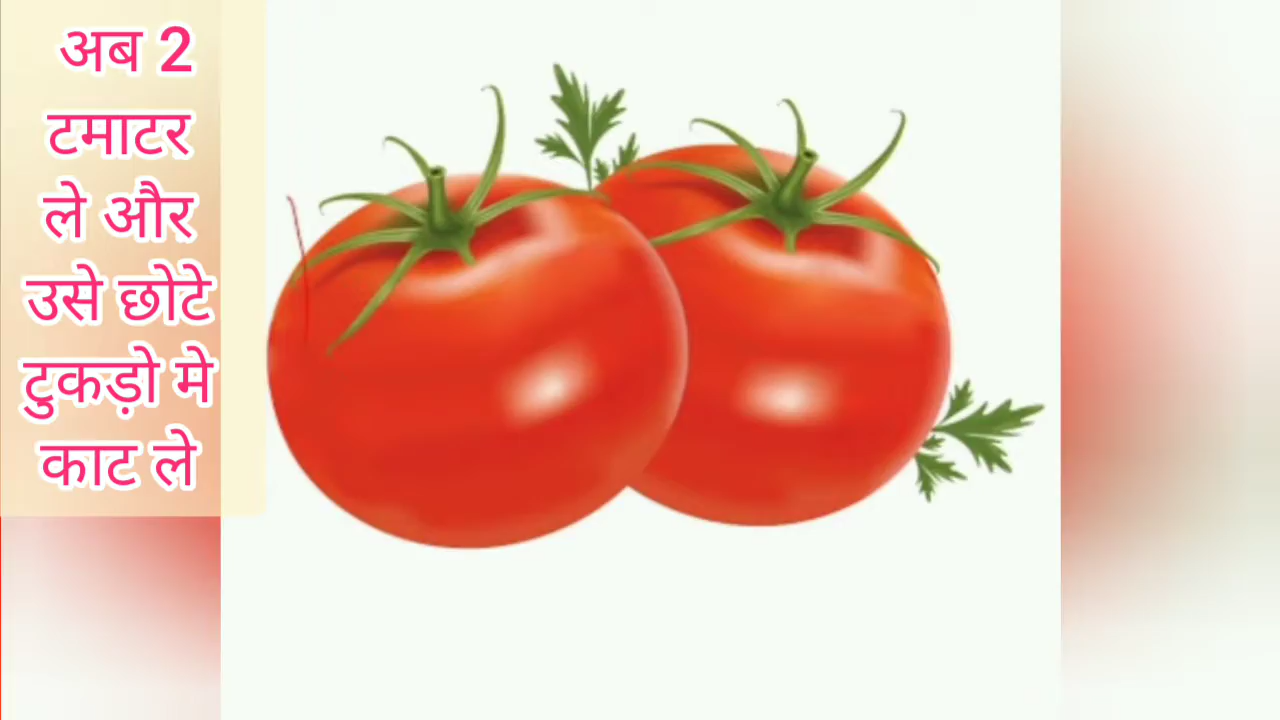 अब 2
टमाटर
ले और
उसे छोटे
टुकड़ो मे
काट ले